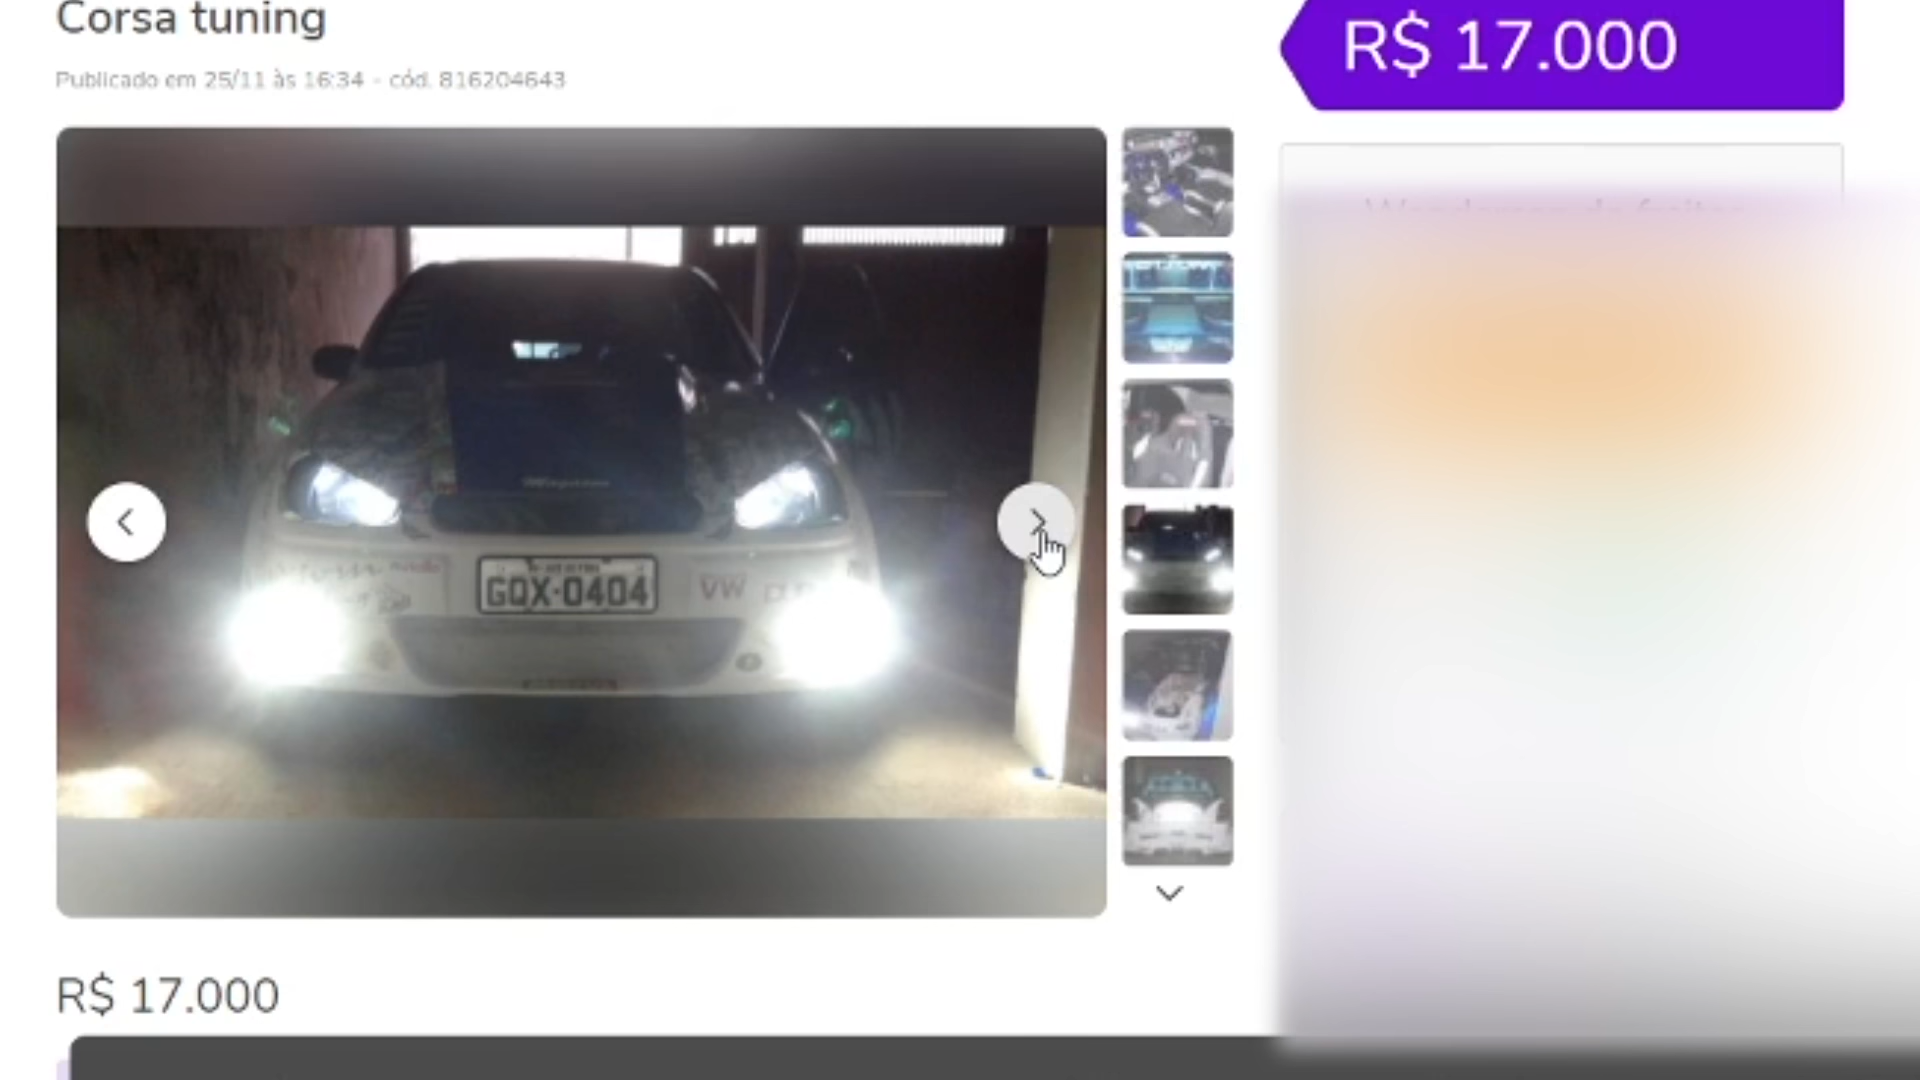 Corsa tuning
Publicado em 25/11 às 16:34 - cód. 816204643
R$ 17.000
GQX-0404
VW
R$ 17.000